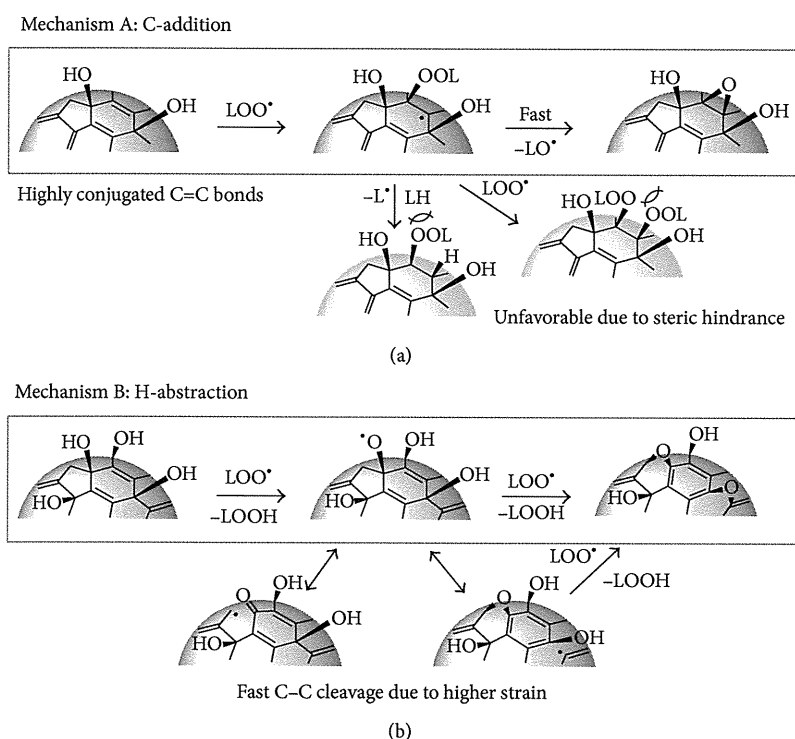 Mechanism A: C-addition
HO
OH
LOO•
HO
OOL
•
OH
Fast
–LO•
HO
O
OH
Highly conjugated C=C bonds
–L•
LH
LOO•
HO
OOL
H
OH
HO
LOO
OOL
OH
Unfavorable due to steric hindrance
(a)
Mechanism B: H-abstraction
HO
OH
OH
HO
LOO•
–LOOH
•O
OH
OH
HO
LOO•
–LOOH
O
OH
HO
O
O
OH
•
OH
HO
O
OH
HO
OH
•
LOO•
–LOOH
Fast C–C cleavage due to higher strain
(b)